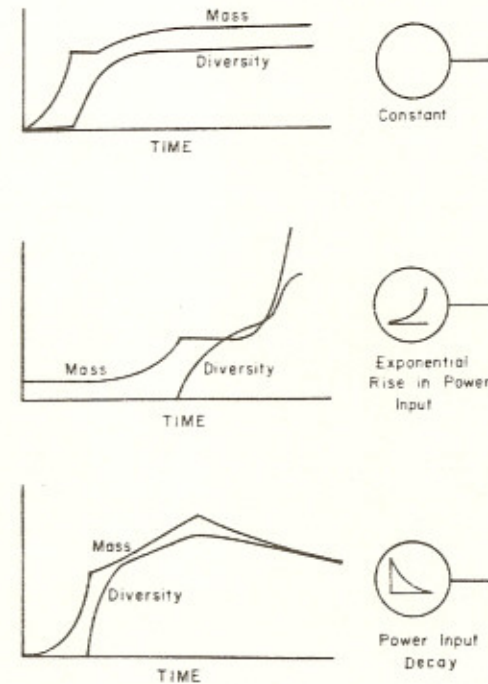 Mass
Diversity
TIME
Constant
Mass
Diversity
TIME
Exponential
Rise in Power
Input
Mass
Diversity
TIME
Power Input
Decay